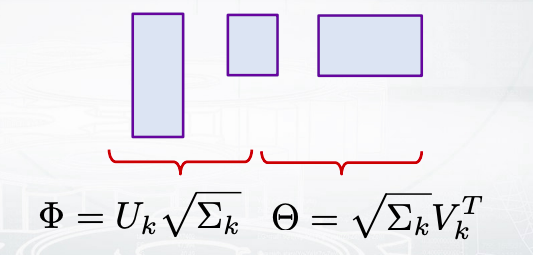 Φ = U_k√Σ_k Θ = √Σ_k V_k^T